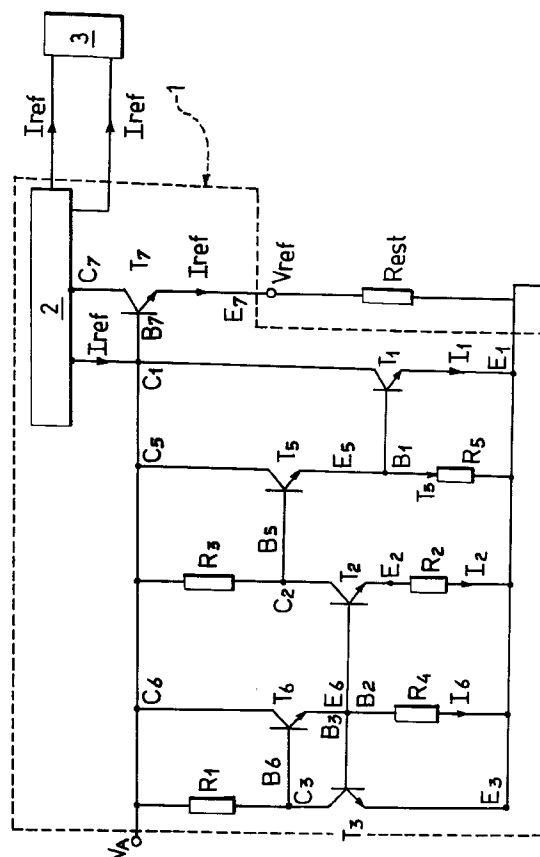 3
Iref
Iref
1
2
C7
T7
Iref
B7
Iref
E7
Vref
Rest
C1
T1
I1
E1
C5
T5
E5
B1
T3
R5
B5
R3
C2
T2
E2
R2
I2
C6
T6
E6
B3
B2
R4
I6
R1
B6
C3
T3
E3
VA